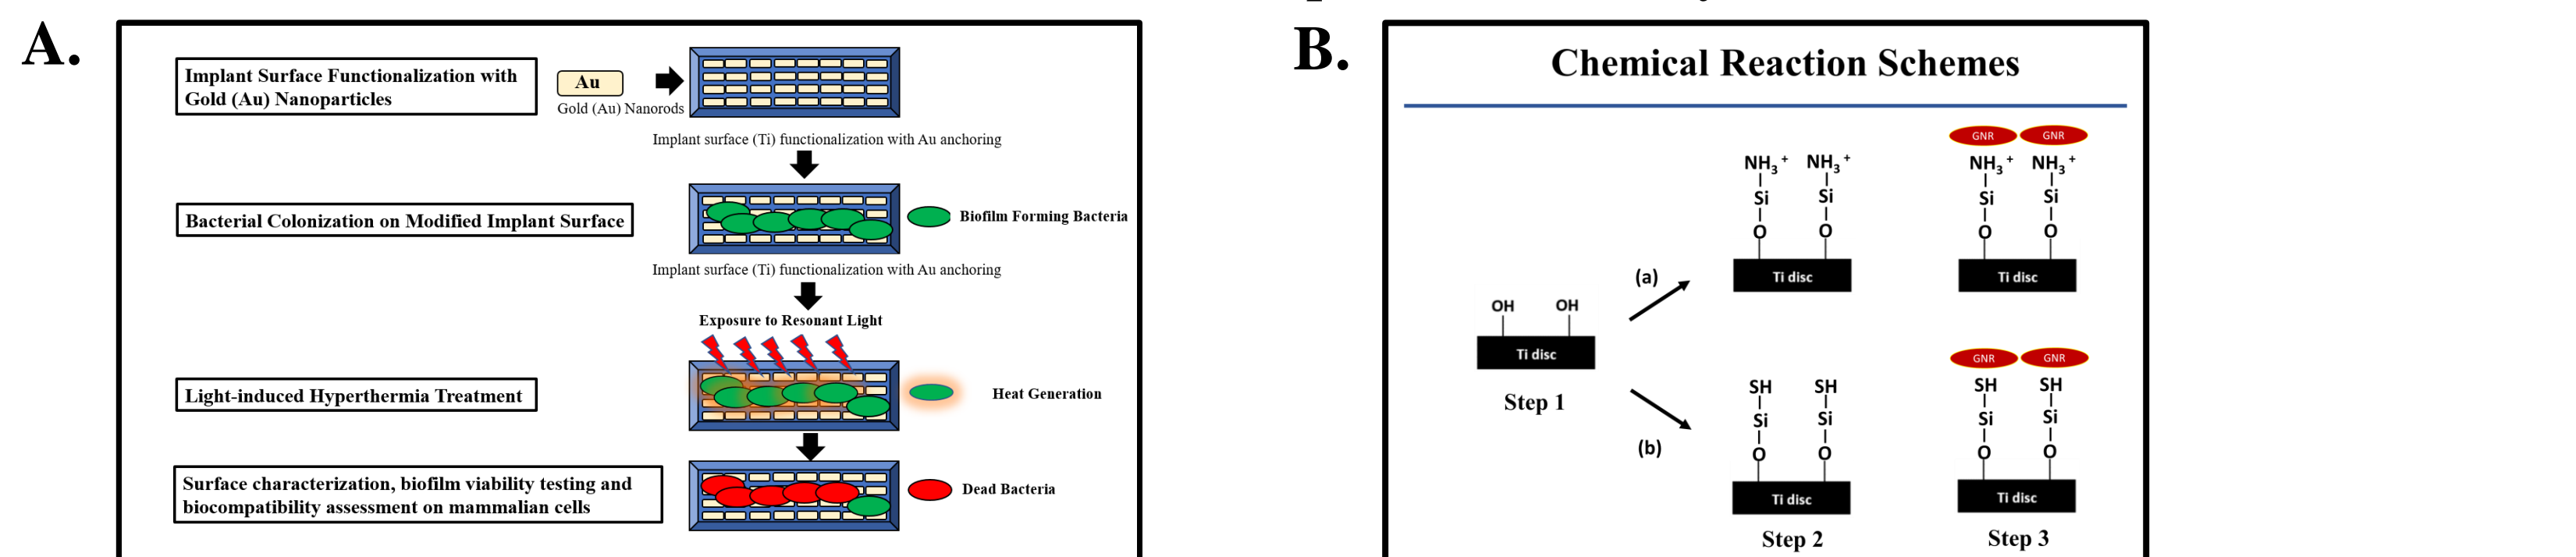 A.
Implant Surface Functionalization with
Gold (Au) Nanoparticles
Au
Gold (Au) Nanorods
Implant surface (Ti) functionalization with Au anchoring
Bacterial Colonization on Modified Implant Surface
Biofilm Forming Bacteria
Implant surface (Ti) functionalization with Au anchoring
Exposure to Resonant Light
Light-induced Hyperthermia Treatment
Heat Generation
Surface characterization, biofilm viability testing and
biocompatibility assessment on mammalian cells
Dead Bacteria
B.
Chemical Reaction Schemes
OH OH
Ti disc
Step 1
(a)
NH3+ NH3+
Si Si
O O
Ti disc
GNR GNR
NH3+ NH3+
Si Si
O O
Ti disc
(b)
SH SH
Si Si
O O
Ti disc
Step 2
GNR GNR
SH SH
Si Si
O O
Ti disc
Step 3